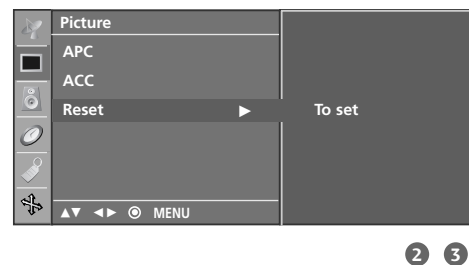 Picture
APC
ACC
Reset ▶ To set
▲▼ ◀▶ ◉ MENU
2 3